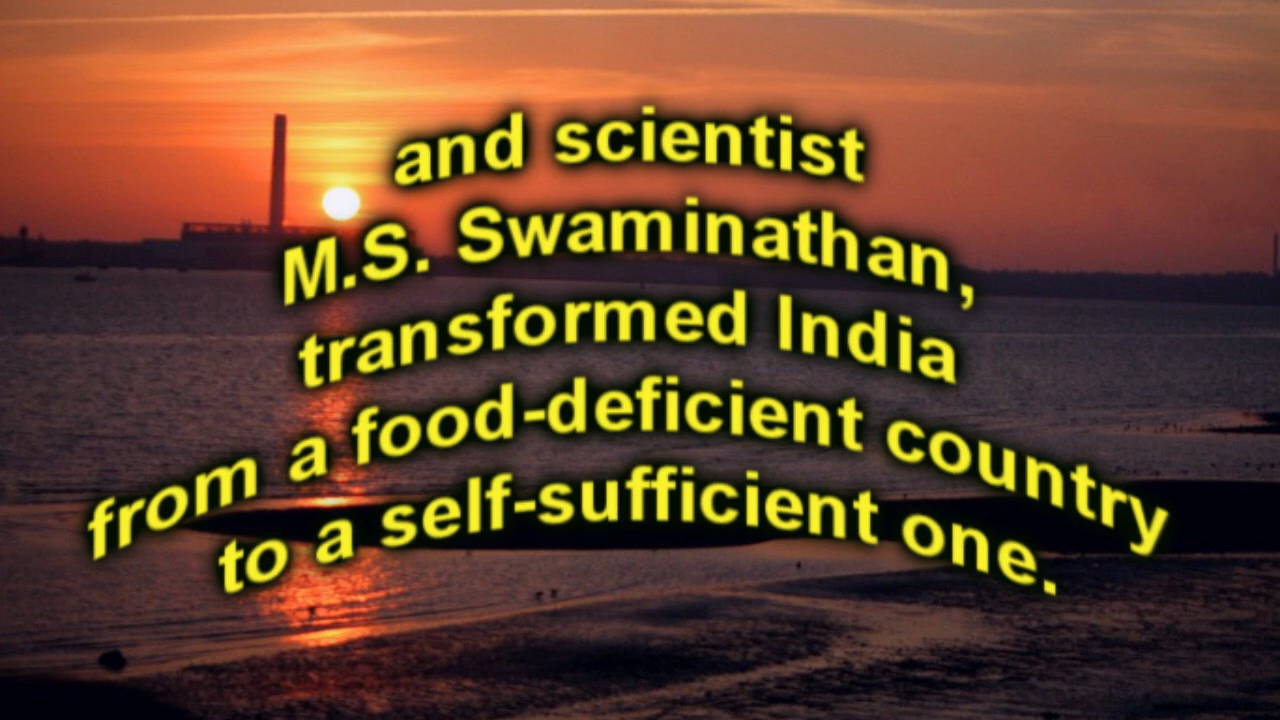 and scientist
M.S. Swaminathan,
transformed India
from a food-deficient country
to a self-sufficient one.